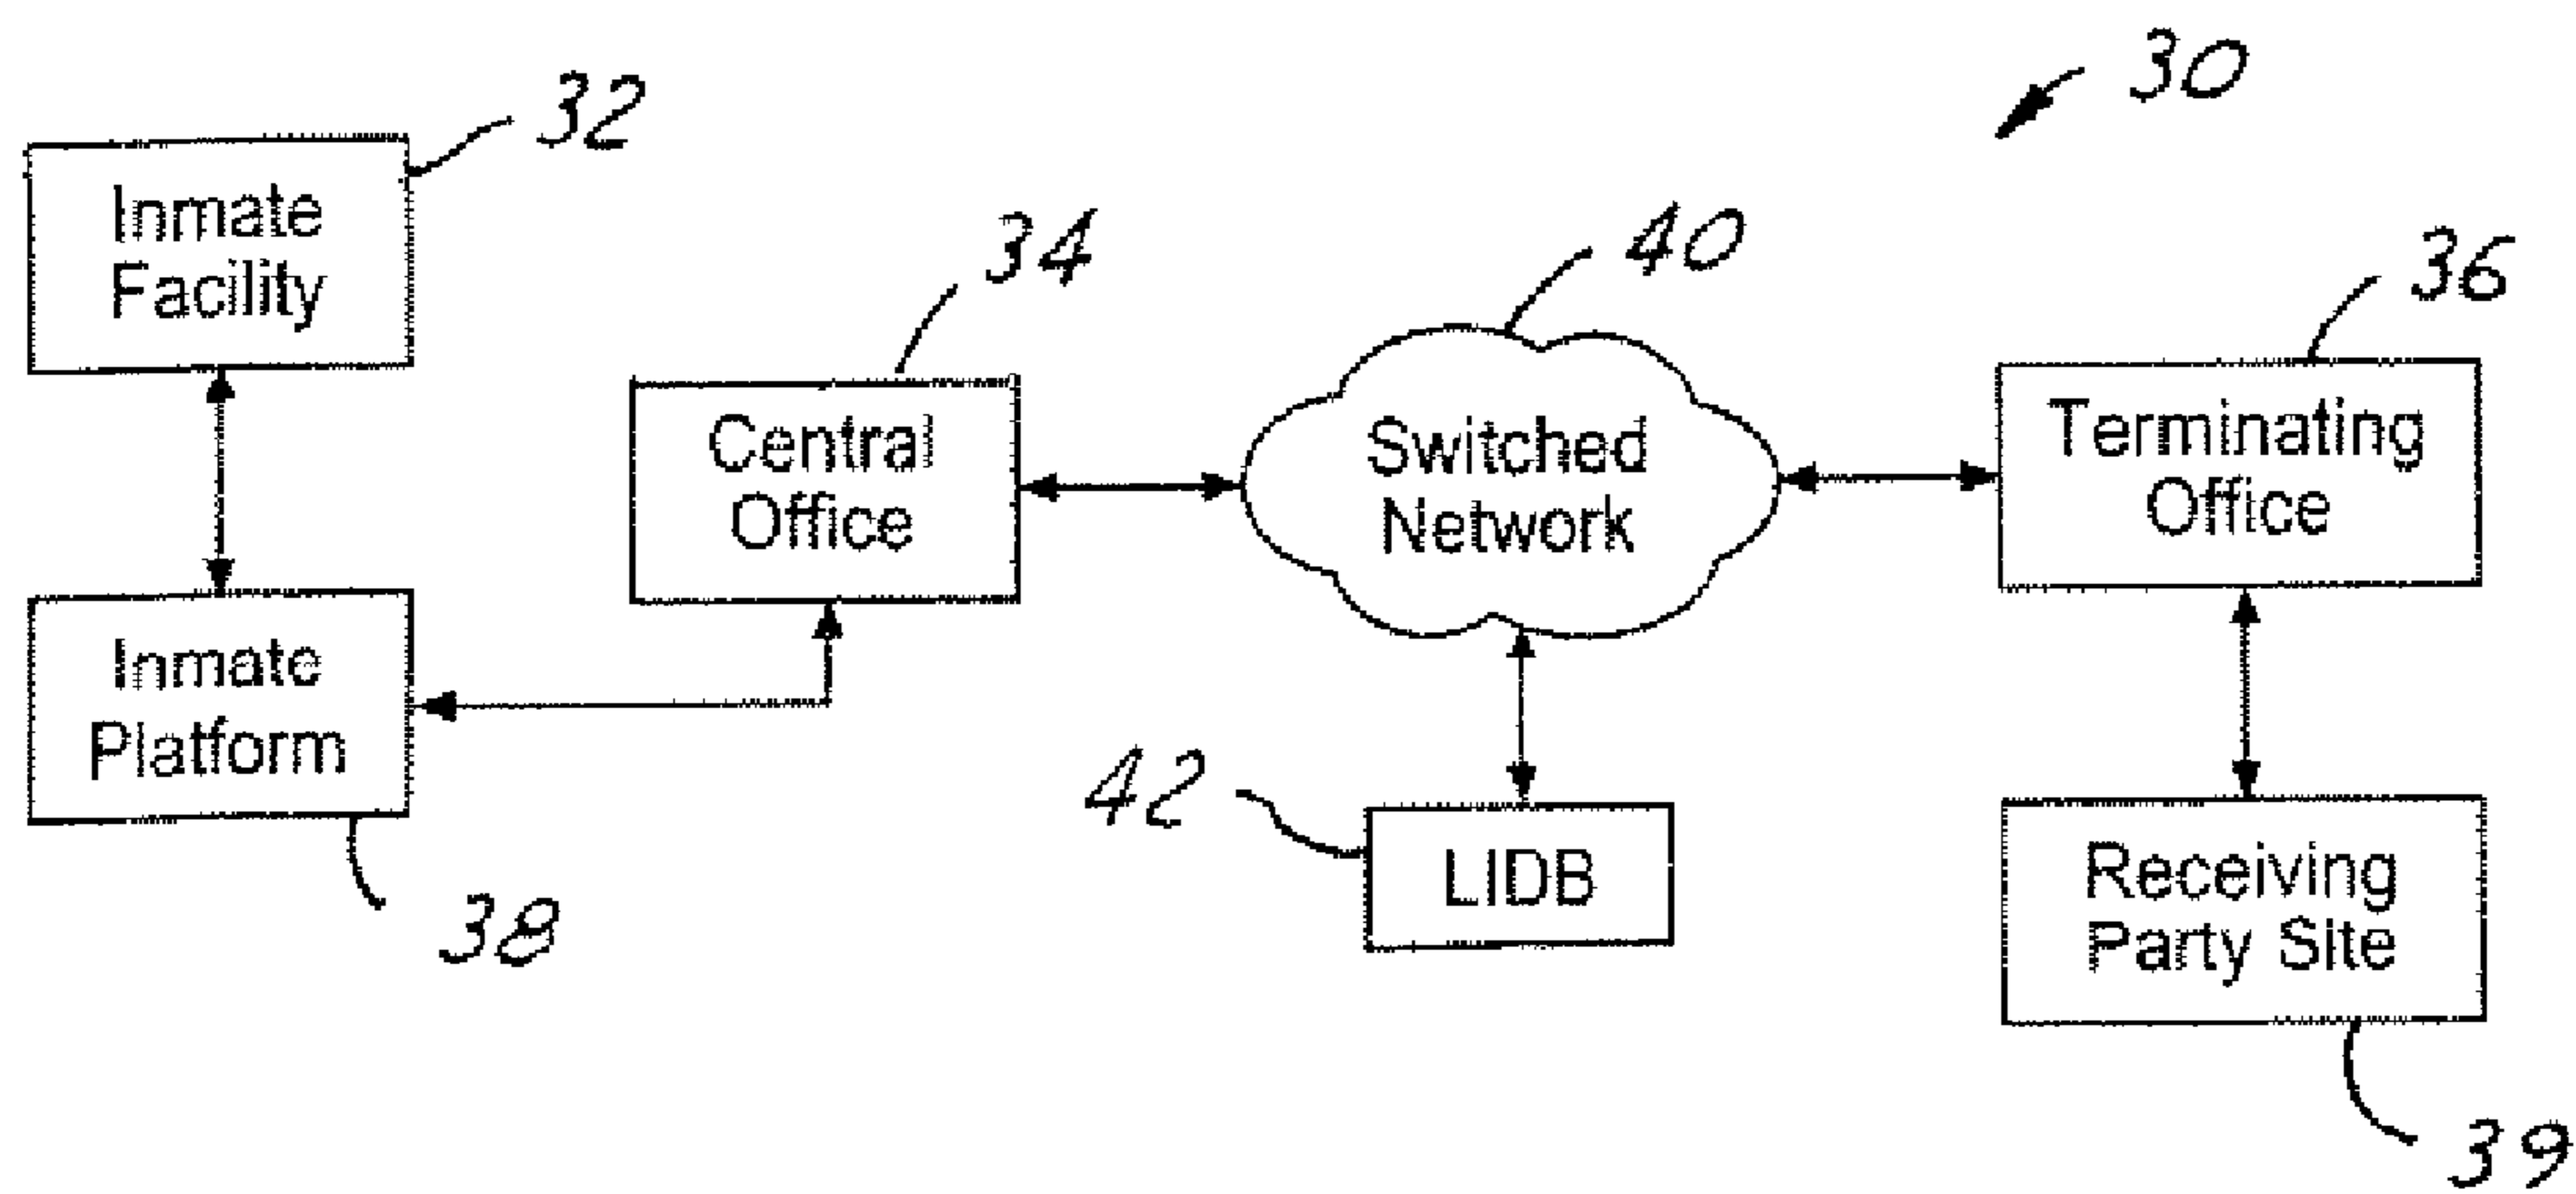 30
32
Inmate
Facility
34
Central
Office
40
Switched
Network
36
Terminating
Office
Inmate
Platform
38
42
LIDB
Receiving
Party Site
39